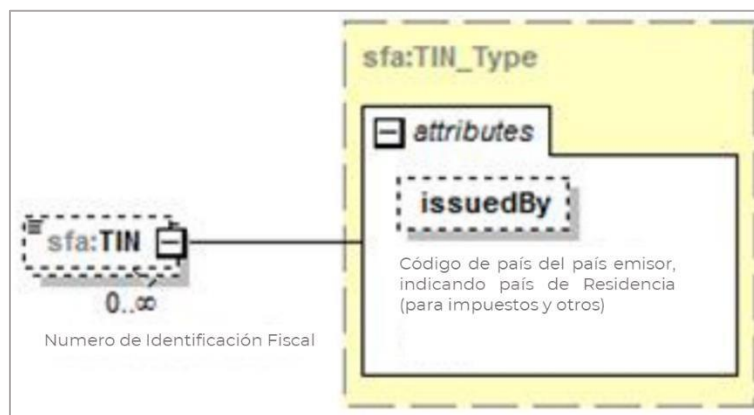 sfa:TIN_Type
attributes
issuedBy
sfa:TIN
Código de país del país emisor,
indicando país de Residencia
(para impuestos y otros)
0..∞
Numero de Identificación Fiscal